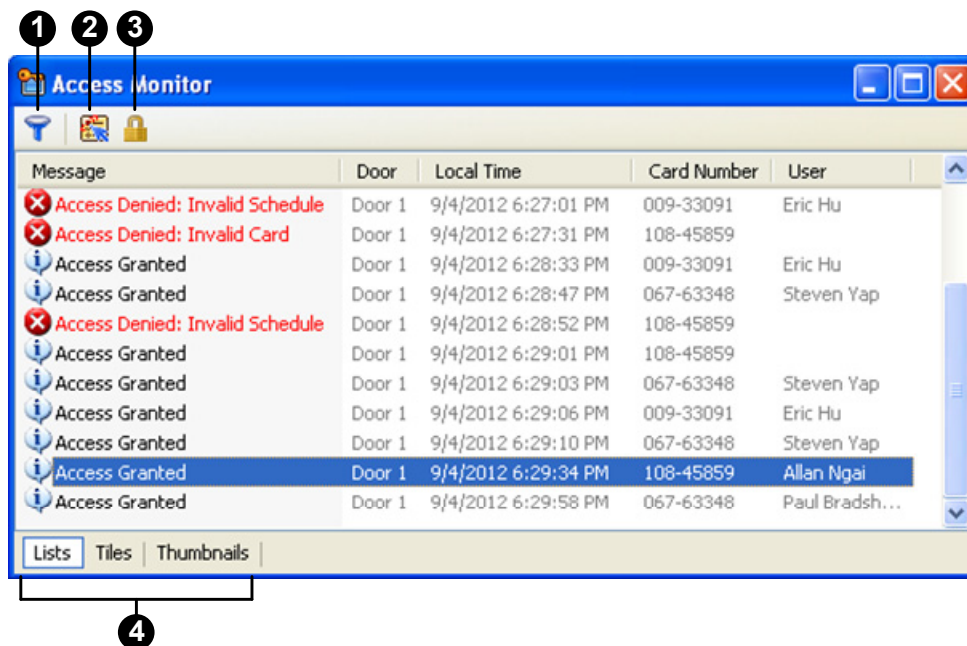 1 2 3
Access Monitor
Message Door Local Time Card Number User
Access Denied: Invalid Schedule Door 1 9/4/2012 6:27:01 PM 009-33091 Eric Hu
Access Denied: Invalid Card Door 1 9/4/2012 6:27:31 PM 108-45859
Access Granted Door 1 9/4/2012 6:28:33 PM 009-33091 Eric Hu
Access Granted Door 1 9/4/2012 6:28:47 PM 067-63348 Steven Yap
Access Denied: Invalid Schedule Door 1 9/4/2012 6:28:52 PM 108-45859
Access Granted Door 1 9/4/2012 6:29:01 PM 108-45859
Access Granted Door 1 9/4/2012 6:29:03 PM 067-63348 Steven Yap
Access Granted Door 1 9/4/2012 6:29:06 PM 009-33091 Eric Hu
Access Granted Door 1 9/4/2012 6:29:10 PM 067-63348 Steven Yap
Access Granted Door 1 9/4/2012 6:29:34 PM 108-45859 Allan Ngai
Access Granted Door 1 9/4/2012 6:29:58 PM 067-63348 Paul Bradsh...
Lists Tiles Thumbnails
4